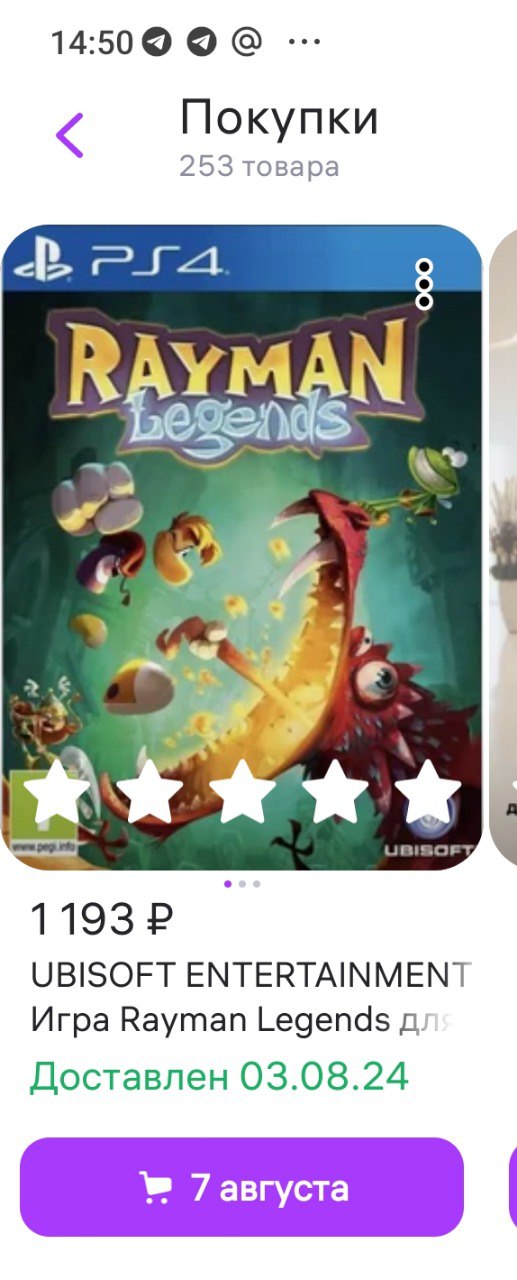 14:50
Покупки
253 товара
PS4
RAYMAN
Legends
www.pegi.info
UBISOFT
1 193 ₽
UBISOFT ENTERTAINMENT
Игра Rayman Legends для
Доставлен 03.08.24
7 августа